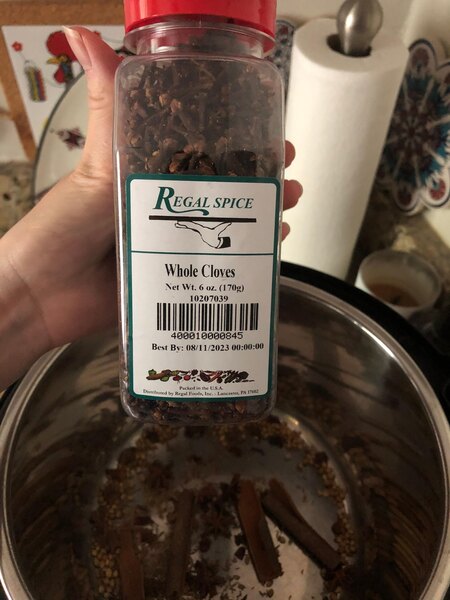 REGAL SPICE
Whole Cloves
Net Wt. 6 oz. (170g)
10207039
400010000845
Best By: 08/11/2023 00:00:00
Packed in the U.S.A.
Distributed by Regal Foods, Inc. - Lancaster, PA 17602